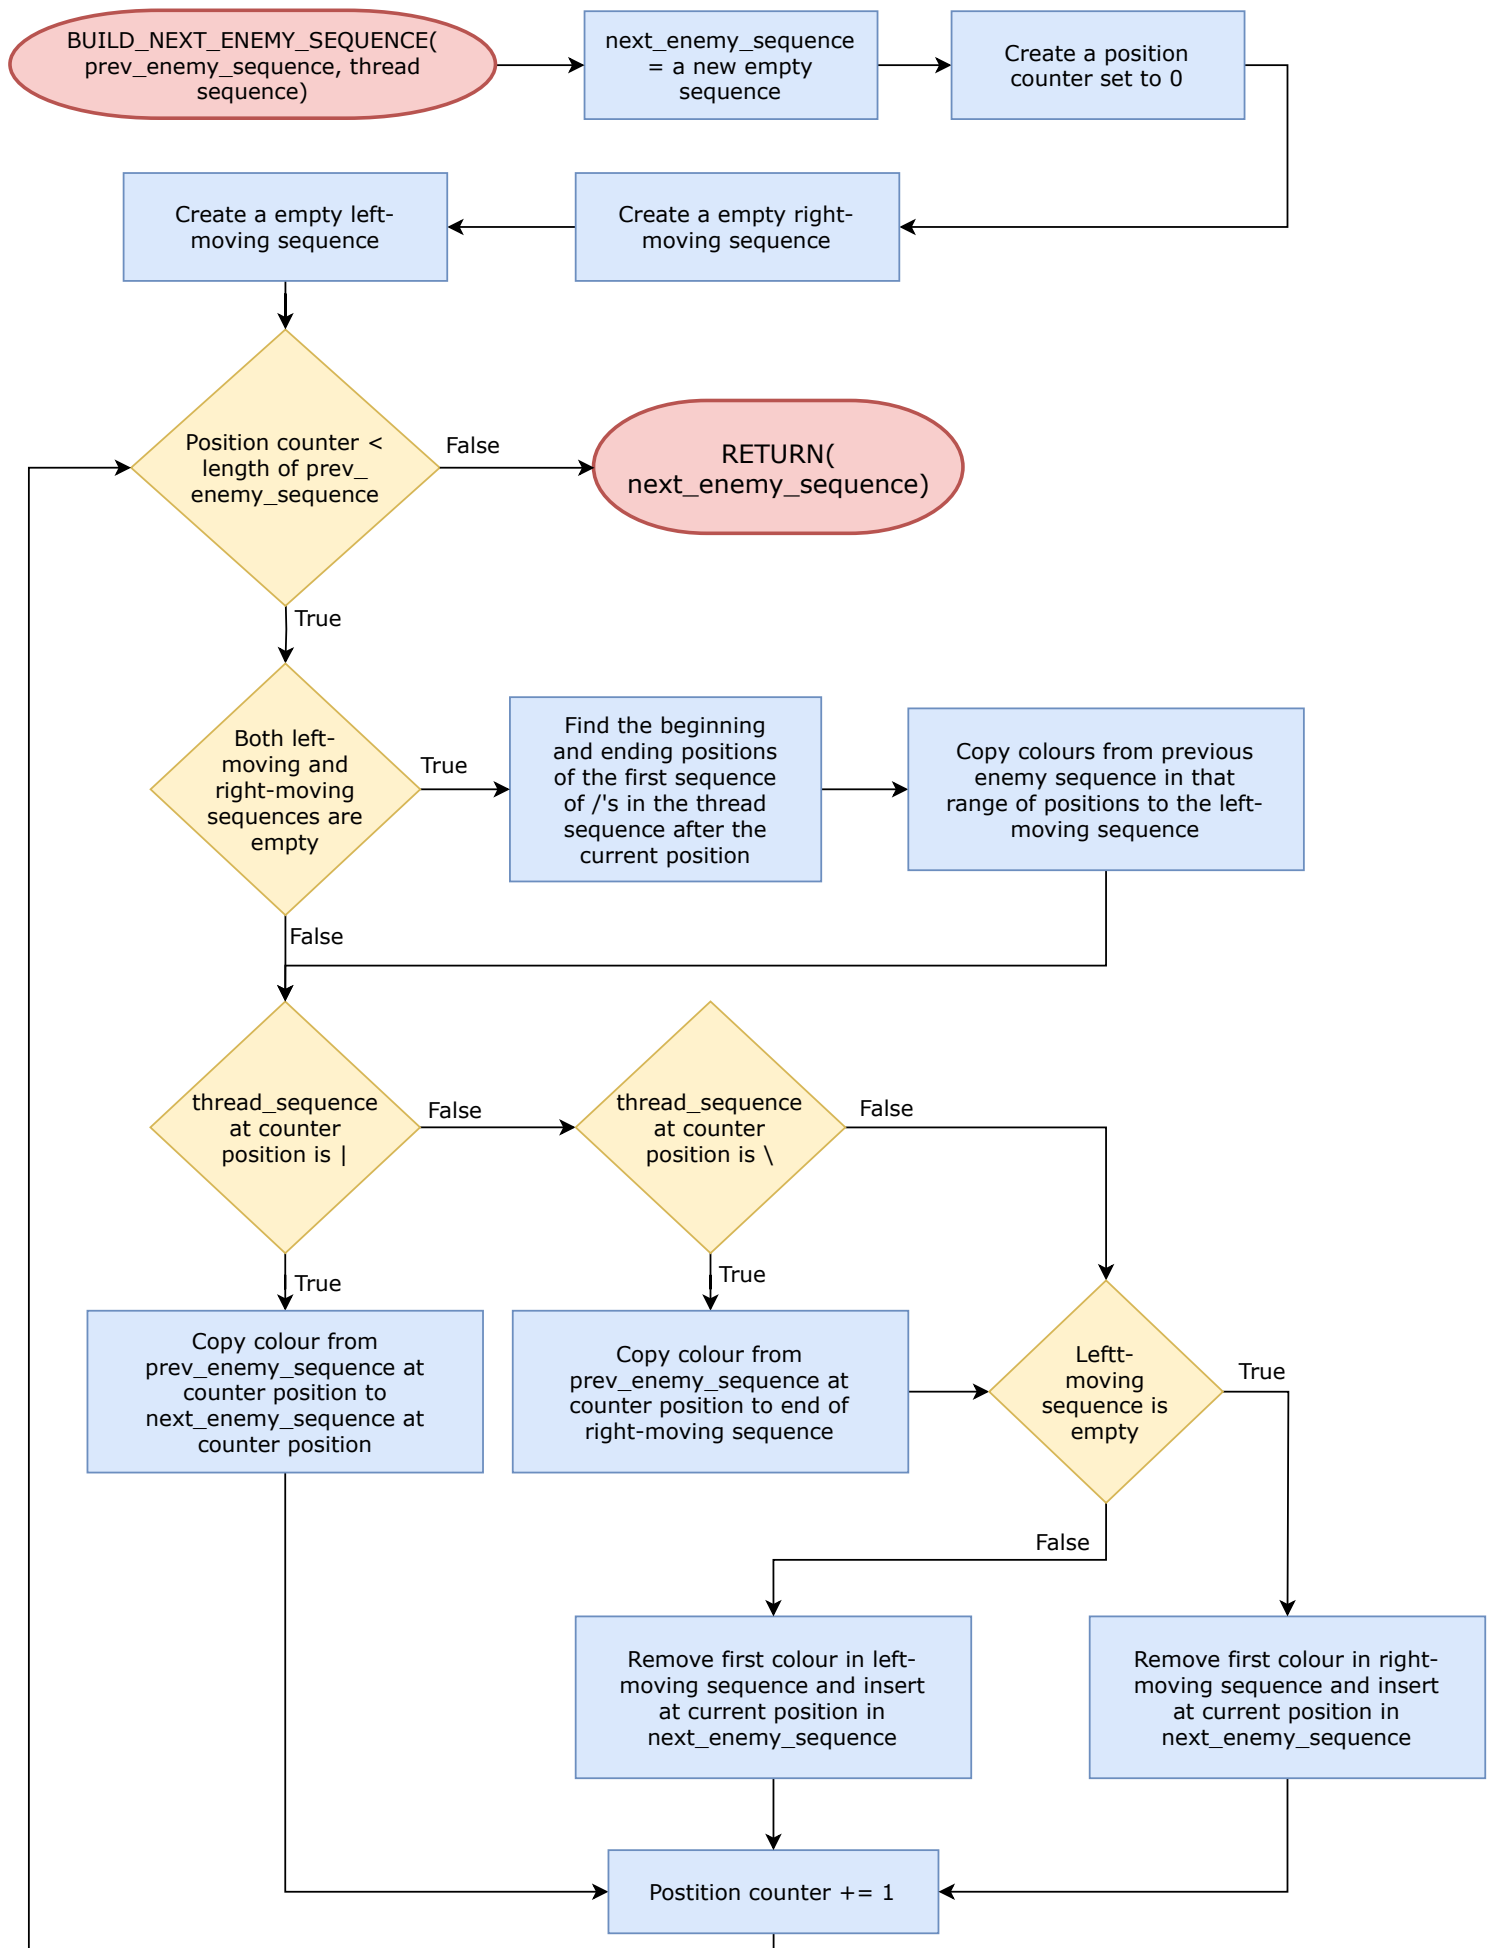 BUILD_NEXT_ENEMY_SEQUENCE(
prev_enemy_sequence, thread
sequence)
next_enemy_sequence
= a new empty
sequence
Create a position
counter set to 0
Create a empty left-
moving sequence
Create a empty right-
moving sequence
Position counter <
length of prev_
enemy_sequence
False
RETURN(
next_enemy_sequence)
True
Both left-
moving and
right-moving
sequences are
empty
True
Find the beginning
and ending positions
of the first sequence
of /'s in the thread
sequence after the
current position
Copy colours from previous
enemy sequence in that
range of positions to the left-
moving sequence
False
thread_sequence
at counter
position is |
False
thread_sequence
at counter
position is \
False
True
True
Copy colour from
prev_enemy_sequence at
counter position to
next_enemy_sequence at
counter position
Copy colour from
prev_enemy_sequence at
counter position to end of
right-moving sequence
Leftt-
moving
sequence is
empty
True
False
Remove first colour in left-
moving sequence and insert
at current position in
next_enemy_sequence
Remove first colour in right-
moving sequence and insert
at current position in
next_enemy_sequence
Postition counter += 1